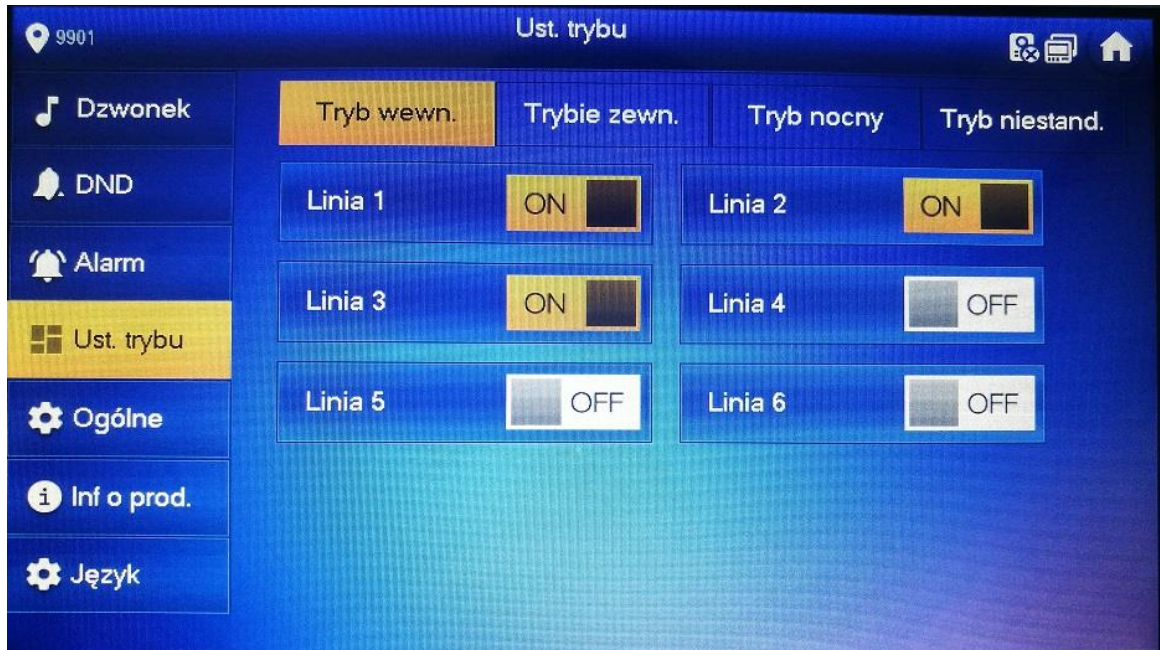 9901
Ust. trybu
Dzwonek
DND
Alarm
Ust. trybu
Ogólne
Inf o prod.
Język
Tryb wewn.
Trybie zewn.
Tryb nocny
Tryb niestand.
Linia 1
ON
Linia 2
ON
Linia 3
ON
Linia 4
OFF
Linia 5
OFF
Linia 6
OFF